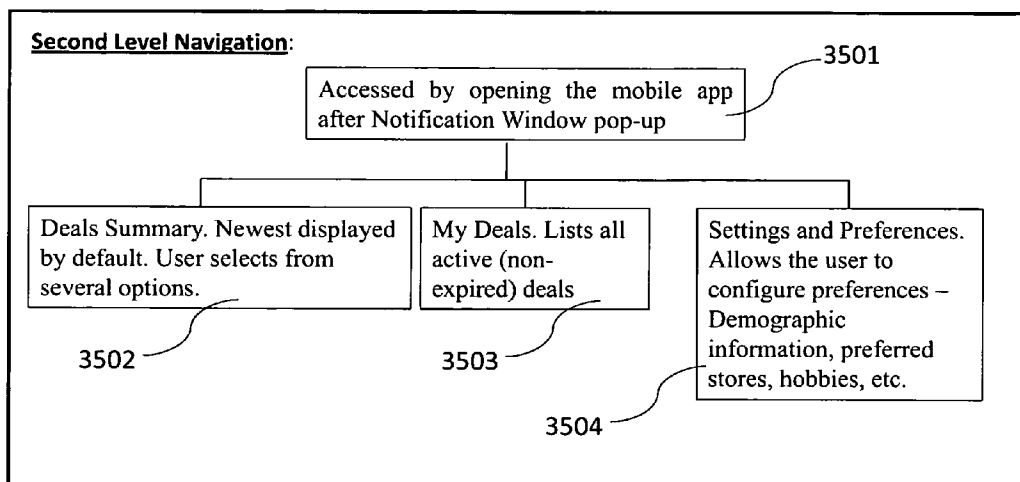 Second Level Navigation:
3501
Accessed by opening the mobile app
after Notification Window pop-up
Deals Summary. Newest displayed
by default. User selects from
several options.
3502
My Deals. Lists all
active (non-
expired) deals
3503
Settings and Preferences.
Allows the user to
configure preferences –
Demographic
information, preferred
stores, hobbies, etc.
3504